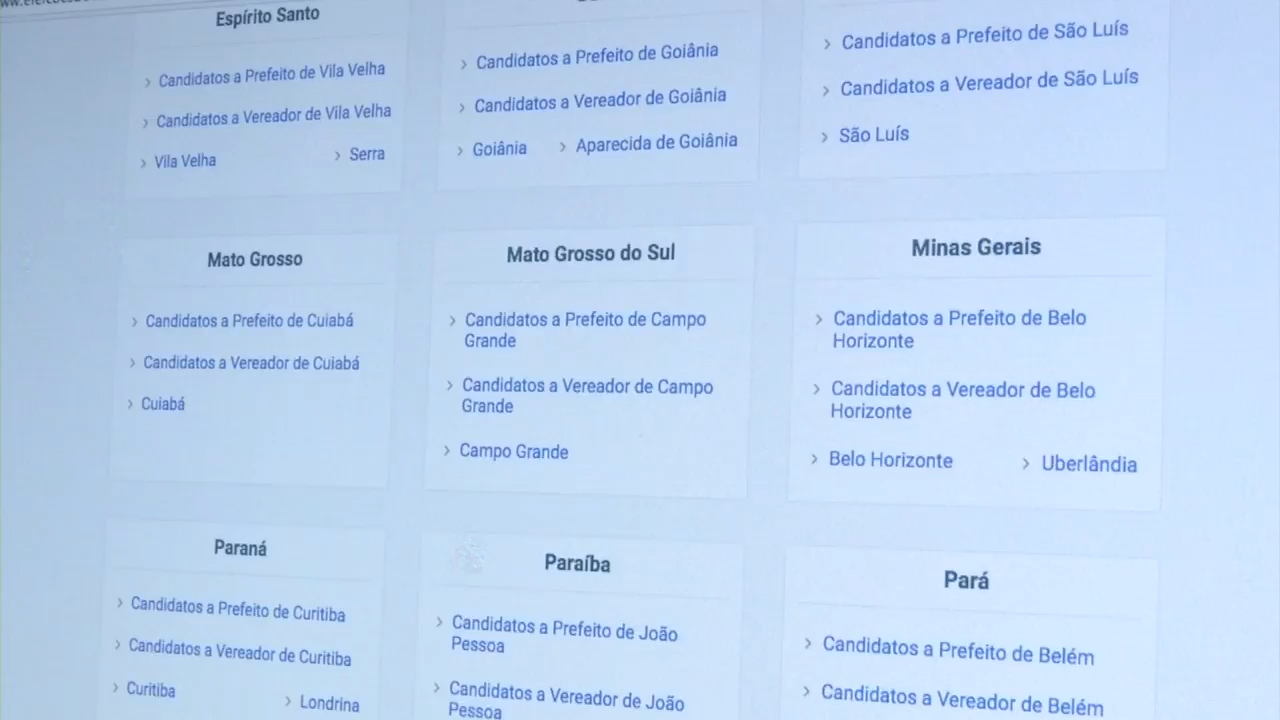 Espírito Santo
Candidatos a Prefeito de Vila Velha
Candidatos a Vereador de Vila Velha
Vila Velha
Serra
Candidatos a Prefeito de Goiânia
Candidatos a Vereador de Goiânia
Goiânia
Aparecida de Goiânia
Candidatos a Prefeito de São Luís
Candidatos a Vereador de São Luís
São Luís
Mato Grosso
Candidatos a Prefeito de Cuiabá
Candidatos a Vereador de Cuiabá
Cuiabá
Mato Grosso do Sul
Candidatos a Prefeito de Campo
Grande
Candidatos a Vereador de Campo
Grande
Campo Grande
Minas Gerais
Candidatos a Prefeito de Belo
Horizonte
Candidatos a Vereador de Belo
Horizonte
Belo Horizonte
Uberlândia
Paraná
Candidatos a Prefeito de Curitiba
Candidatos a Vereador de Curitiba
Curitiba
Londrina
Paraíba
Candidatos a Prefeito de João
Pessoa
Candidatos a Vereador de João
Pessoa
Pará
Candidatos a Prefeito de Belém
Candidatos a Vereador de Belém